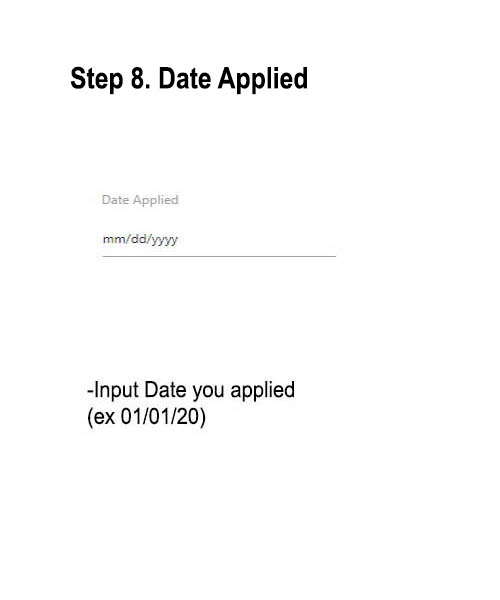 Step 8. Date Applied
Date Applied
mm/dd/yyyy
-Input Date you applied
(ex 01/01/20)